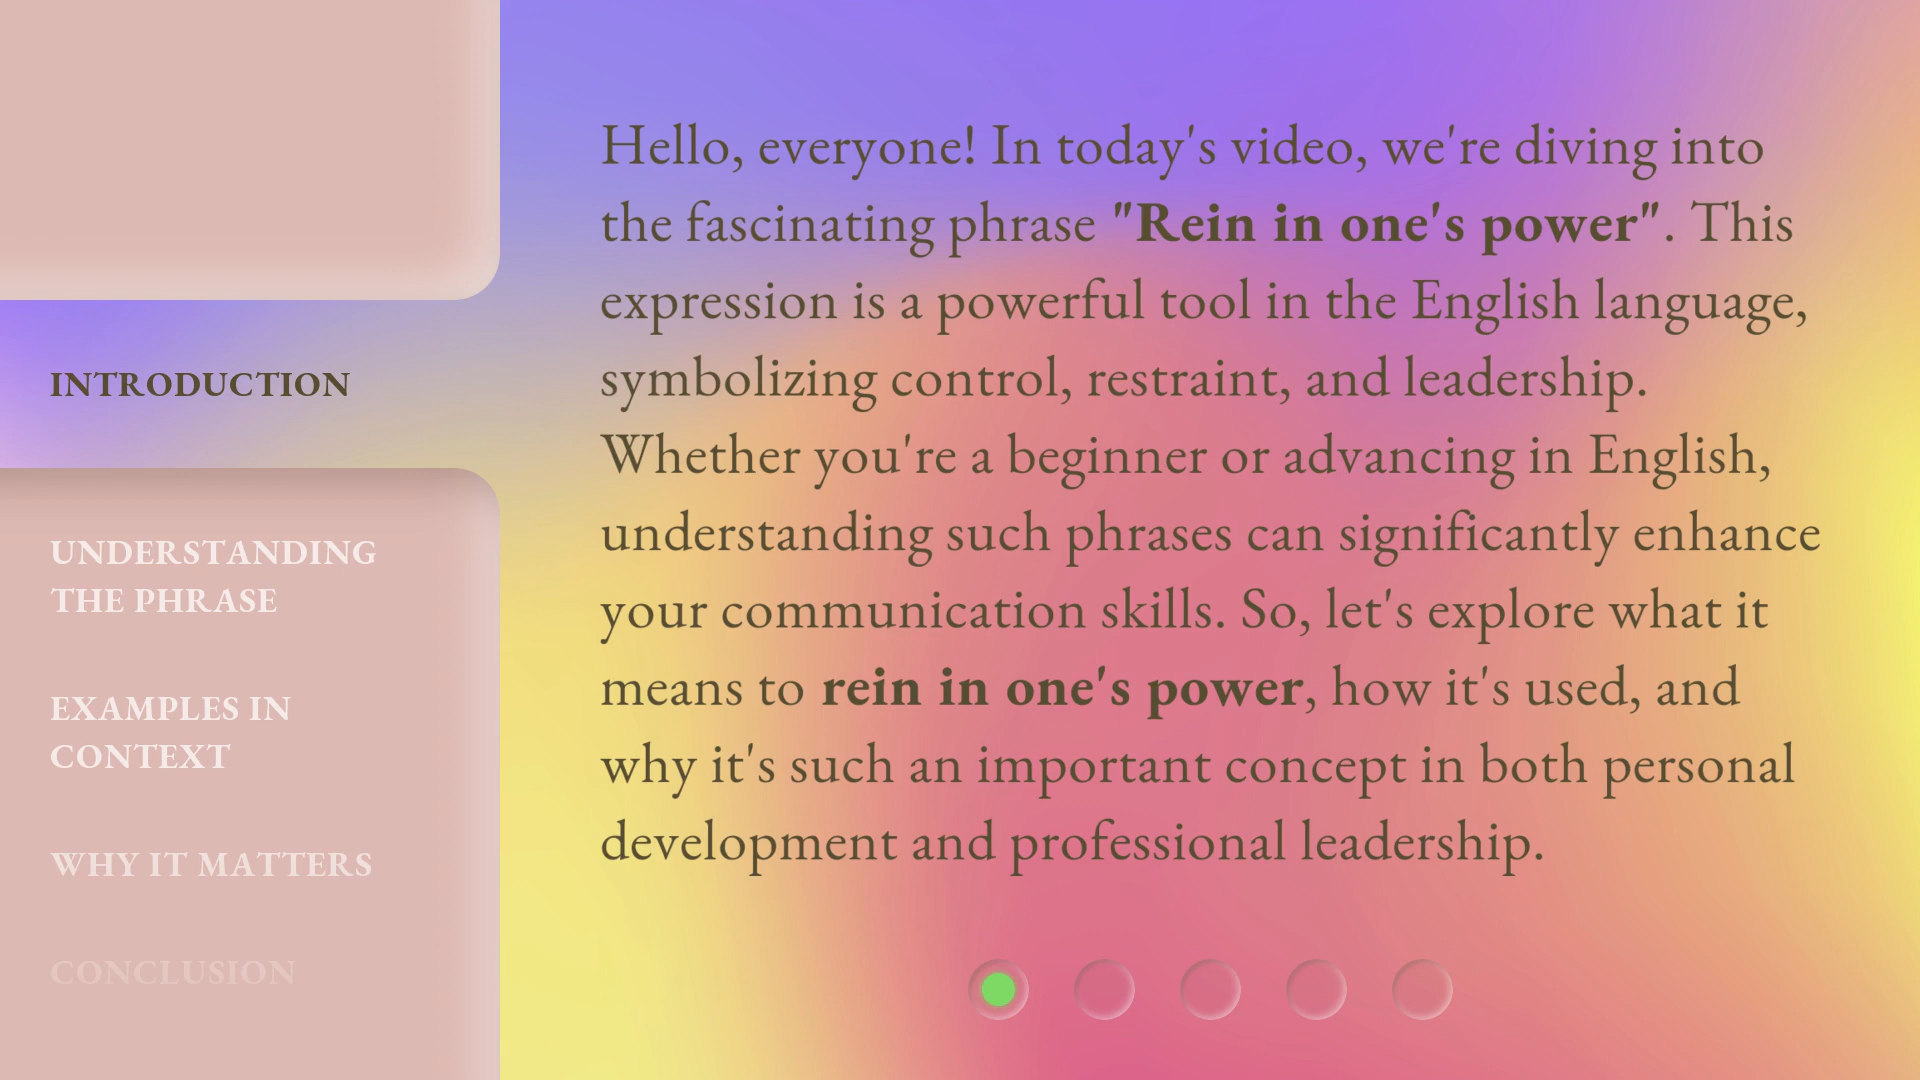 INTRODUCTION
UNDERSTANDING
THE PHRASE
EXAMPLES IN
CONTEXT
WHY IT MATTERS
CONCLUSION
Hello, everyone! In today's video, we're diving into
the fascinating phrase "Rein in one's power". This
expression is a powerful tool in the English language,
symbolizing control, restraint, and leadership.
Whether you're a beginner or advancing in English,
understanding such phrases can significantly enhance
your communication skills. So, let's explore what it
means to rein in one's power, how it's used, and
why it's such an important concept in both personal
development and professional leadership.